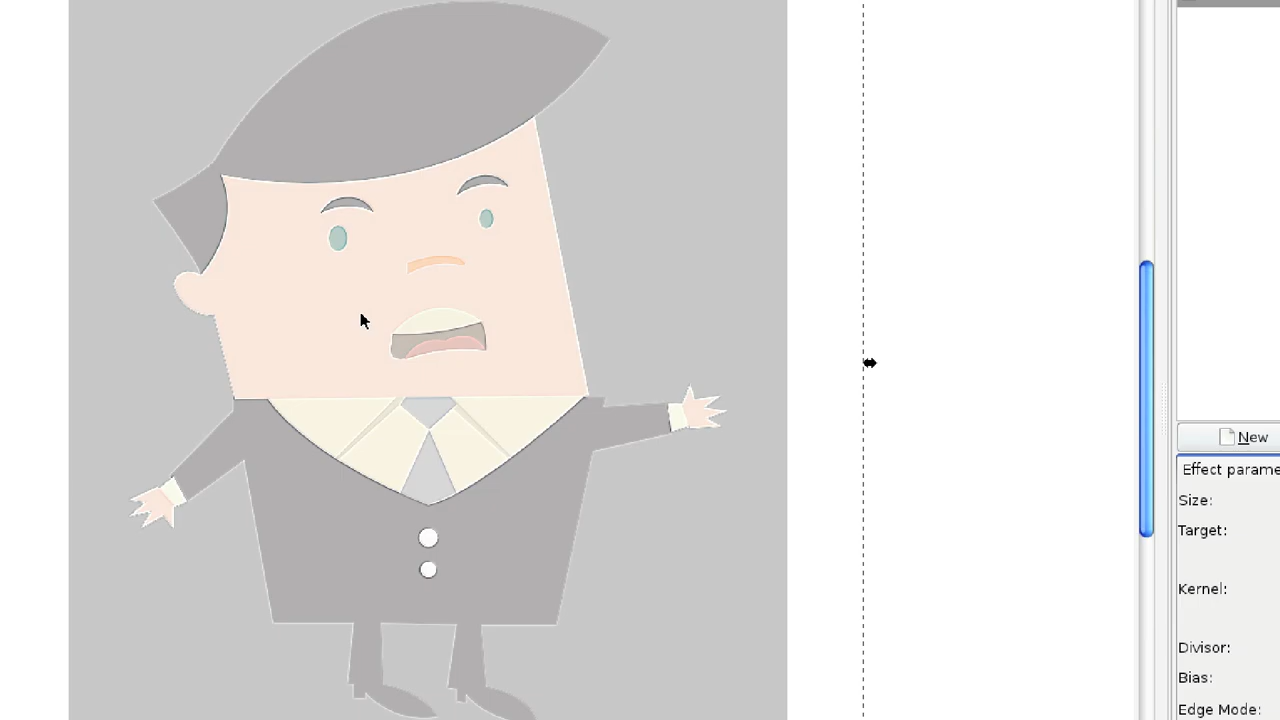 New
Effect parame
Size:
Target:
Kernel:
Divisor:
Bias:
Edge Mode: